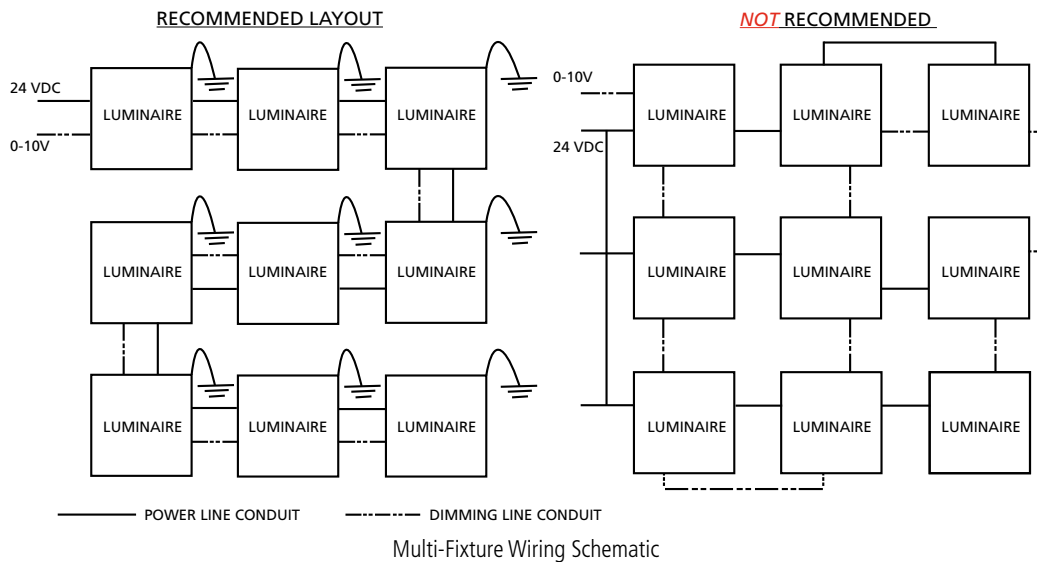 RECOMMENDED LAYOUT
24 VDC
0-10V
LUMINAIRE LUMINAIRE LUMINAIRE
LUMINAIRE LUMINAIRE LUMINAIRE
LUMINAIRE LUMINAIRE LUMINAIRE
NOT RECOMMENDED
0-10V
24 VDC
LUMINAIRE LUMINAIRE LUMINAIRE
LUMINAIRE LUMINAIRE LUMINAIRE
LUMINAIRE LUMINAIRE LUMINAIRE
POWER LINE CONDUIT DIMMING LINE CONDUIT
Multi-Fixture Wiring Schematic